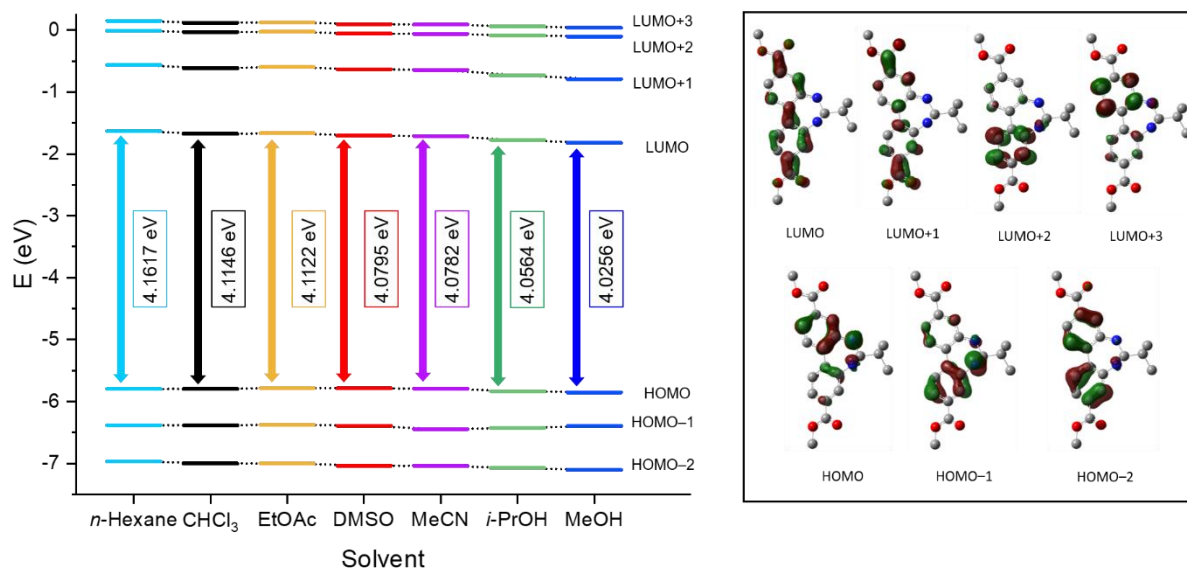 E (eV)
0
-1
-2
-3
-4
-5
-6
-7
LUMO+3
LUMO+2
LUMO+1
LUMO
HOMO
HOMO–1
HOMO–2
4.1617 eV
4.1146 eV
4.1122 eV
4.0795 eV
4.0782 eV
4.0564 eV
4.0256 eV
n-Hexane CHCl₃ EtOAc DMSO MeCN i-PrOH MeOH
Solvent
LUMO LUMO+1 LUMO+2 LUMO+3
HOMO HOMO–1 HOMO–2